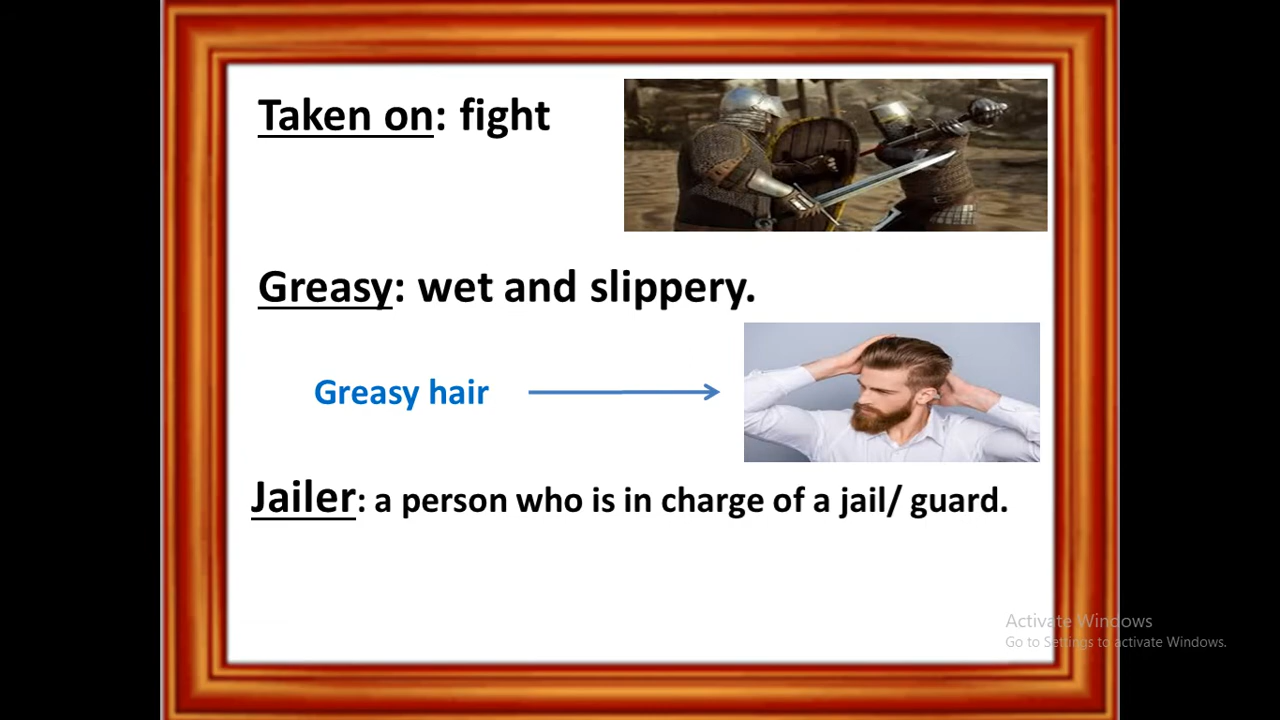 Taken on: fight
Greasy: wet and slippery.
Greasy hair
Jailer: a person who is in charge of a jail/ guard.
Activate Windows
Go to Settings to activate Windows.